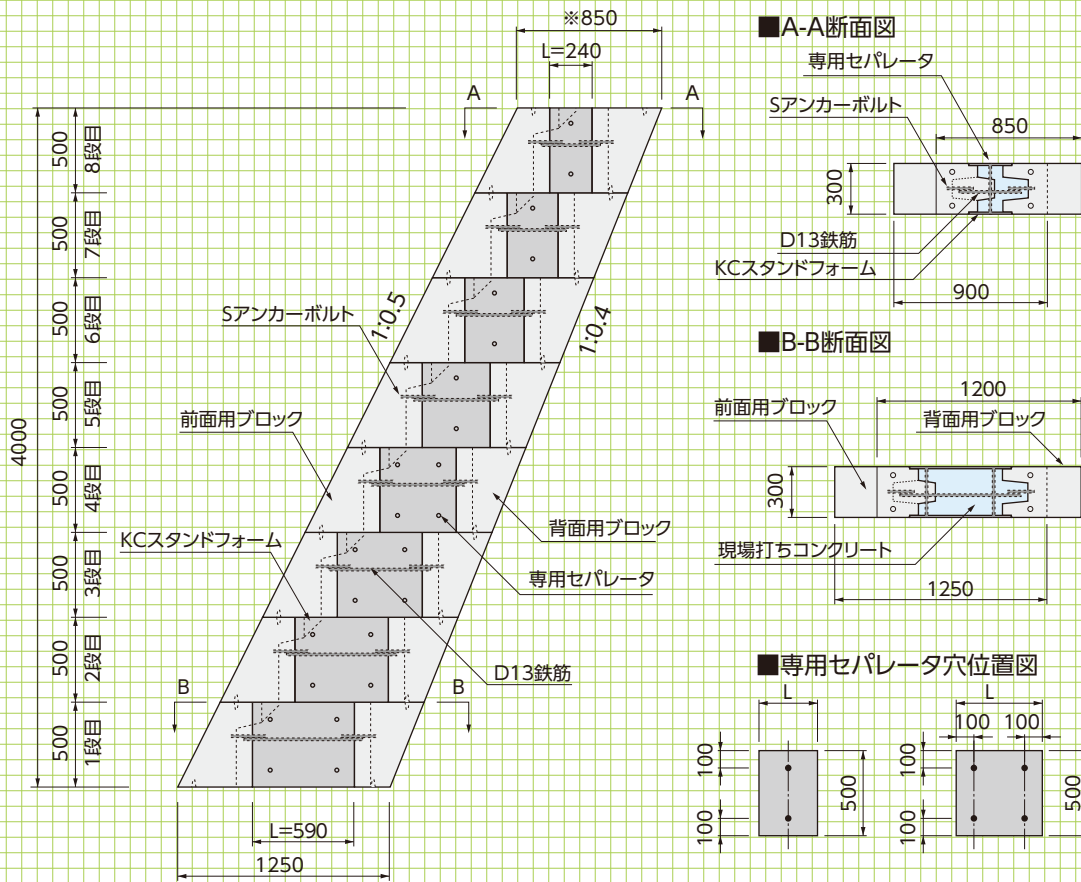 ※850
L=240
A
A
4000
500
8段目
500
7段目
500
6段目
500
5段目
500
4段目
500
3段目
500
2段目
500
1段目
Sアンカーボルト
1:0.5
1:0.4
前面用ブロック
背面用ブロック
KCスタンドフォーム
専用セパレータ
D13鉄筋
B
B
L=590
1250
■A-A断面図
専用セパレータ
Sアンカーボルト
850
300
D13鉄筋
KCスタンドフォーム
900
■B-B断面図
1200
前面用ブロック
背面用ブロック
300
現場打ちコンクリート
1250
■専用セパレータ穴位置図
L
100
100
500
L
100
100
100
100
500